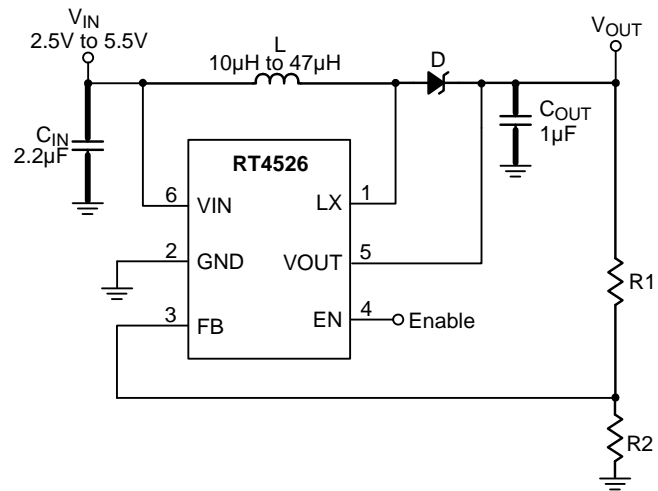 VIN
2.5V to 5.5V
L
10µH to 47µH
D
VOUT
CIN
2.2µF
COUT
1µF
RT4526
6
VIN
LX
1
2
GND
VOUT
5
3
FB
EN
4
Enable
R1
R2